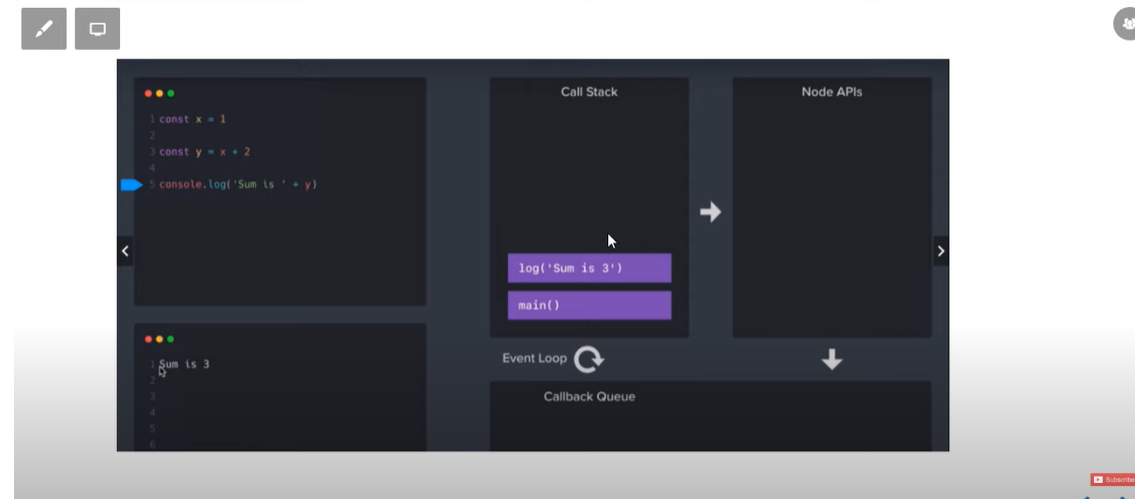 1 const x = 1
2
3 const y = x + 2
4
5 console.log('Sum is ' + y)
Call Stack
log('Sum is 3')
main()
Node APIs
1 Sum is 3
2
3
4
5
6
Event Loop
Callback Queue
Subscribe